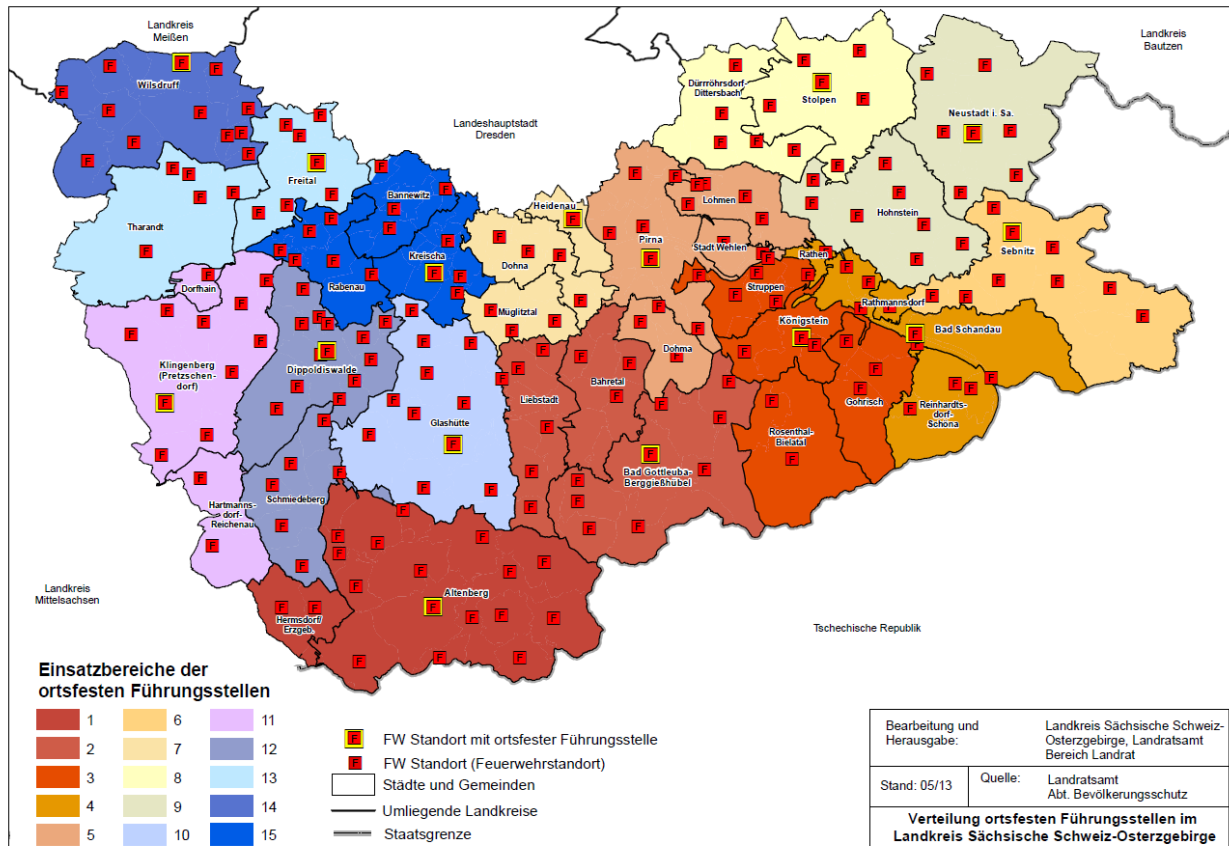 Landkreis
Meißen
Landkreis
Bautzen
Landeshauptstadt
Dresden
Wilsdruff
Dürrröhrsdorf-
Dittersbach
Stolpen
Neustadt i. Sa.
Freital
Bannewitz
Tharandt
Heidenau
Lohmen
Hohnstein
Pirna
Stadt Wehlen
Sebnitz
Kreischa
Dohna
Rathen
Dorfhain
Rabenau
Struppen
Rathmannsdorf
Müglitztal
Königstein
Bad Schandau
Klingenberg
(Pretzschen-
dorf)
Dippoldiswalde
Dohma
Bahretal
Liebstadt
Gohrisch
Reinhardts-
dorf-
Schöna
Glashütte
Rosenthal-
Bielatal
Bad Gottleuba-
Berggießhübel
Schmiedeberg
Hartmanns-
dorf-
Reichenau
Landkreis
Mittelsachsen
Altenberg
Hermsdorf/
Erzgeb.
Tschechische Republik
Einsatzbereiche der
ortsfesten Führungsstellen
1
2
3
4
5
6
7
8
9
10
11
12
13
14
15
F FW Standort mit ortsfester Führungsstelle
F FW Standort (Feuerwehrstandort)
Städte und Gemeinden
Umliegende Landkreise
Staatsgrenze
Bearbeitung und
Herausgabe:
Landkreis Sächsische Schweiz-
Osterzgebirge, Landratsamt
Bereich Landrat
Stand: 05/13
Quelle:
Landratsamt
Abt. Bevölkerungsschutz
Verteilung ortsfesten Führungsstellen im
Landkreis Sächsische Schweiz-Osterzgebirge